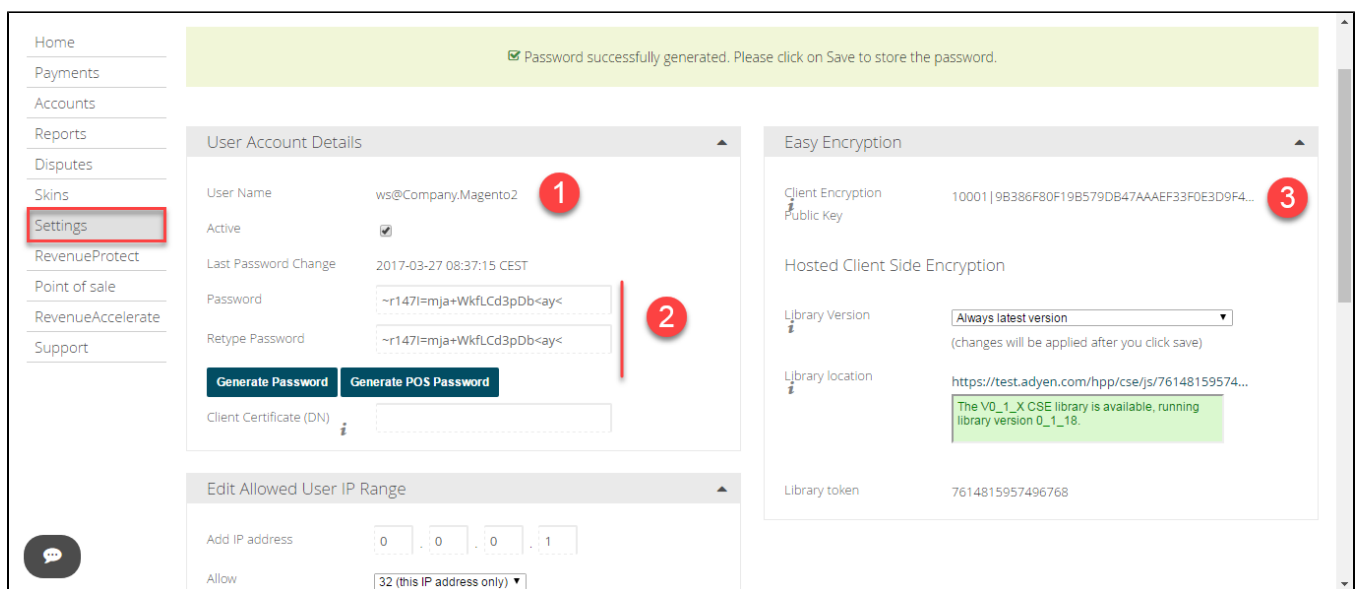 Home
Payments
Accounts
Reports
Disputes
Skins
Settings
RevenueProtect
Point of sale
RevenueAccelerate
Support
Password successfully generated. Please click on Save to store the password.
User Account Details
User Name ws@Company.Magento2 1
Active
Last Password Change 2017-03-27 08:37:15 CEST
Password ~r147I=mja+WkfLCd3pDb<ay<
Retype Password ~r147I=mja+WkfLCd3pDb<ay<
2
Generate Password Generate POS Password
Client Certificate (DN) i
Edit Allowed User IP Range
Add IP address 0 . 0 . 0 . 1
Allow 32 (this IP address only)
Easy Encryption
Client Encryption 10001|9B386F80F19B579DB47AAAEF33F0E3D9F4... 3
i Public Key
Hosted Client Side Encryption
Library Version Always latest version
i (changes will be applied after you click save)
Library location https://test.adyen.com/hpp/cse/js/76148159574...
i
The V0_1_X CSE library is available, running
library version 0_1_18.
Library token 7614815957496768